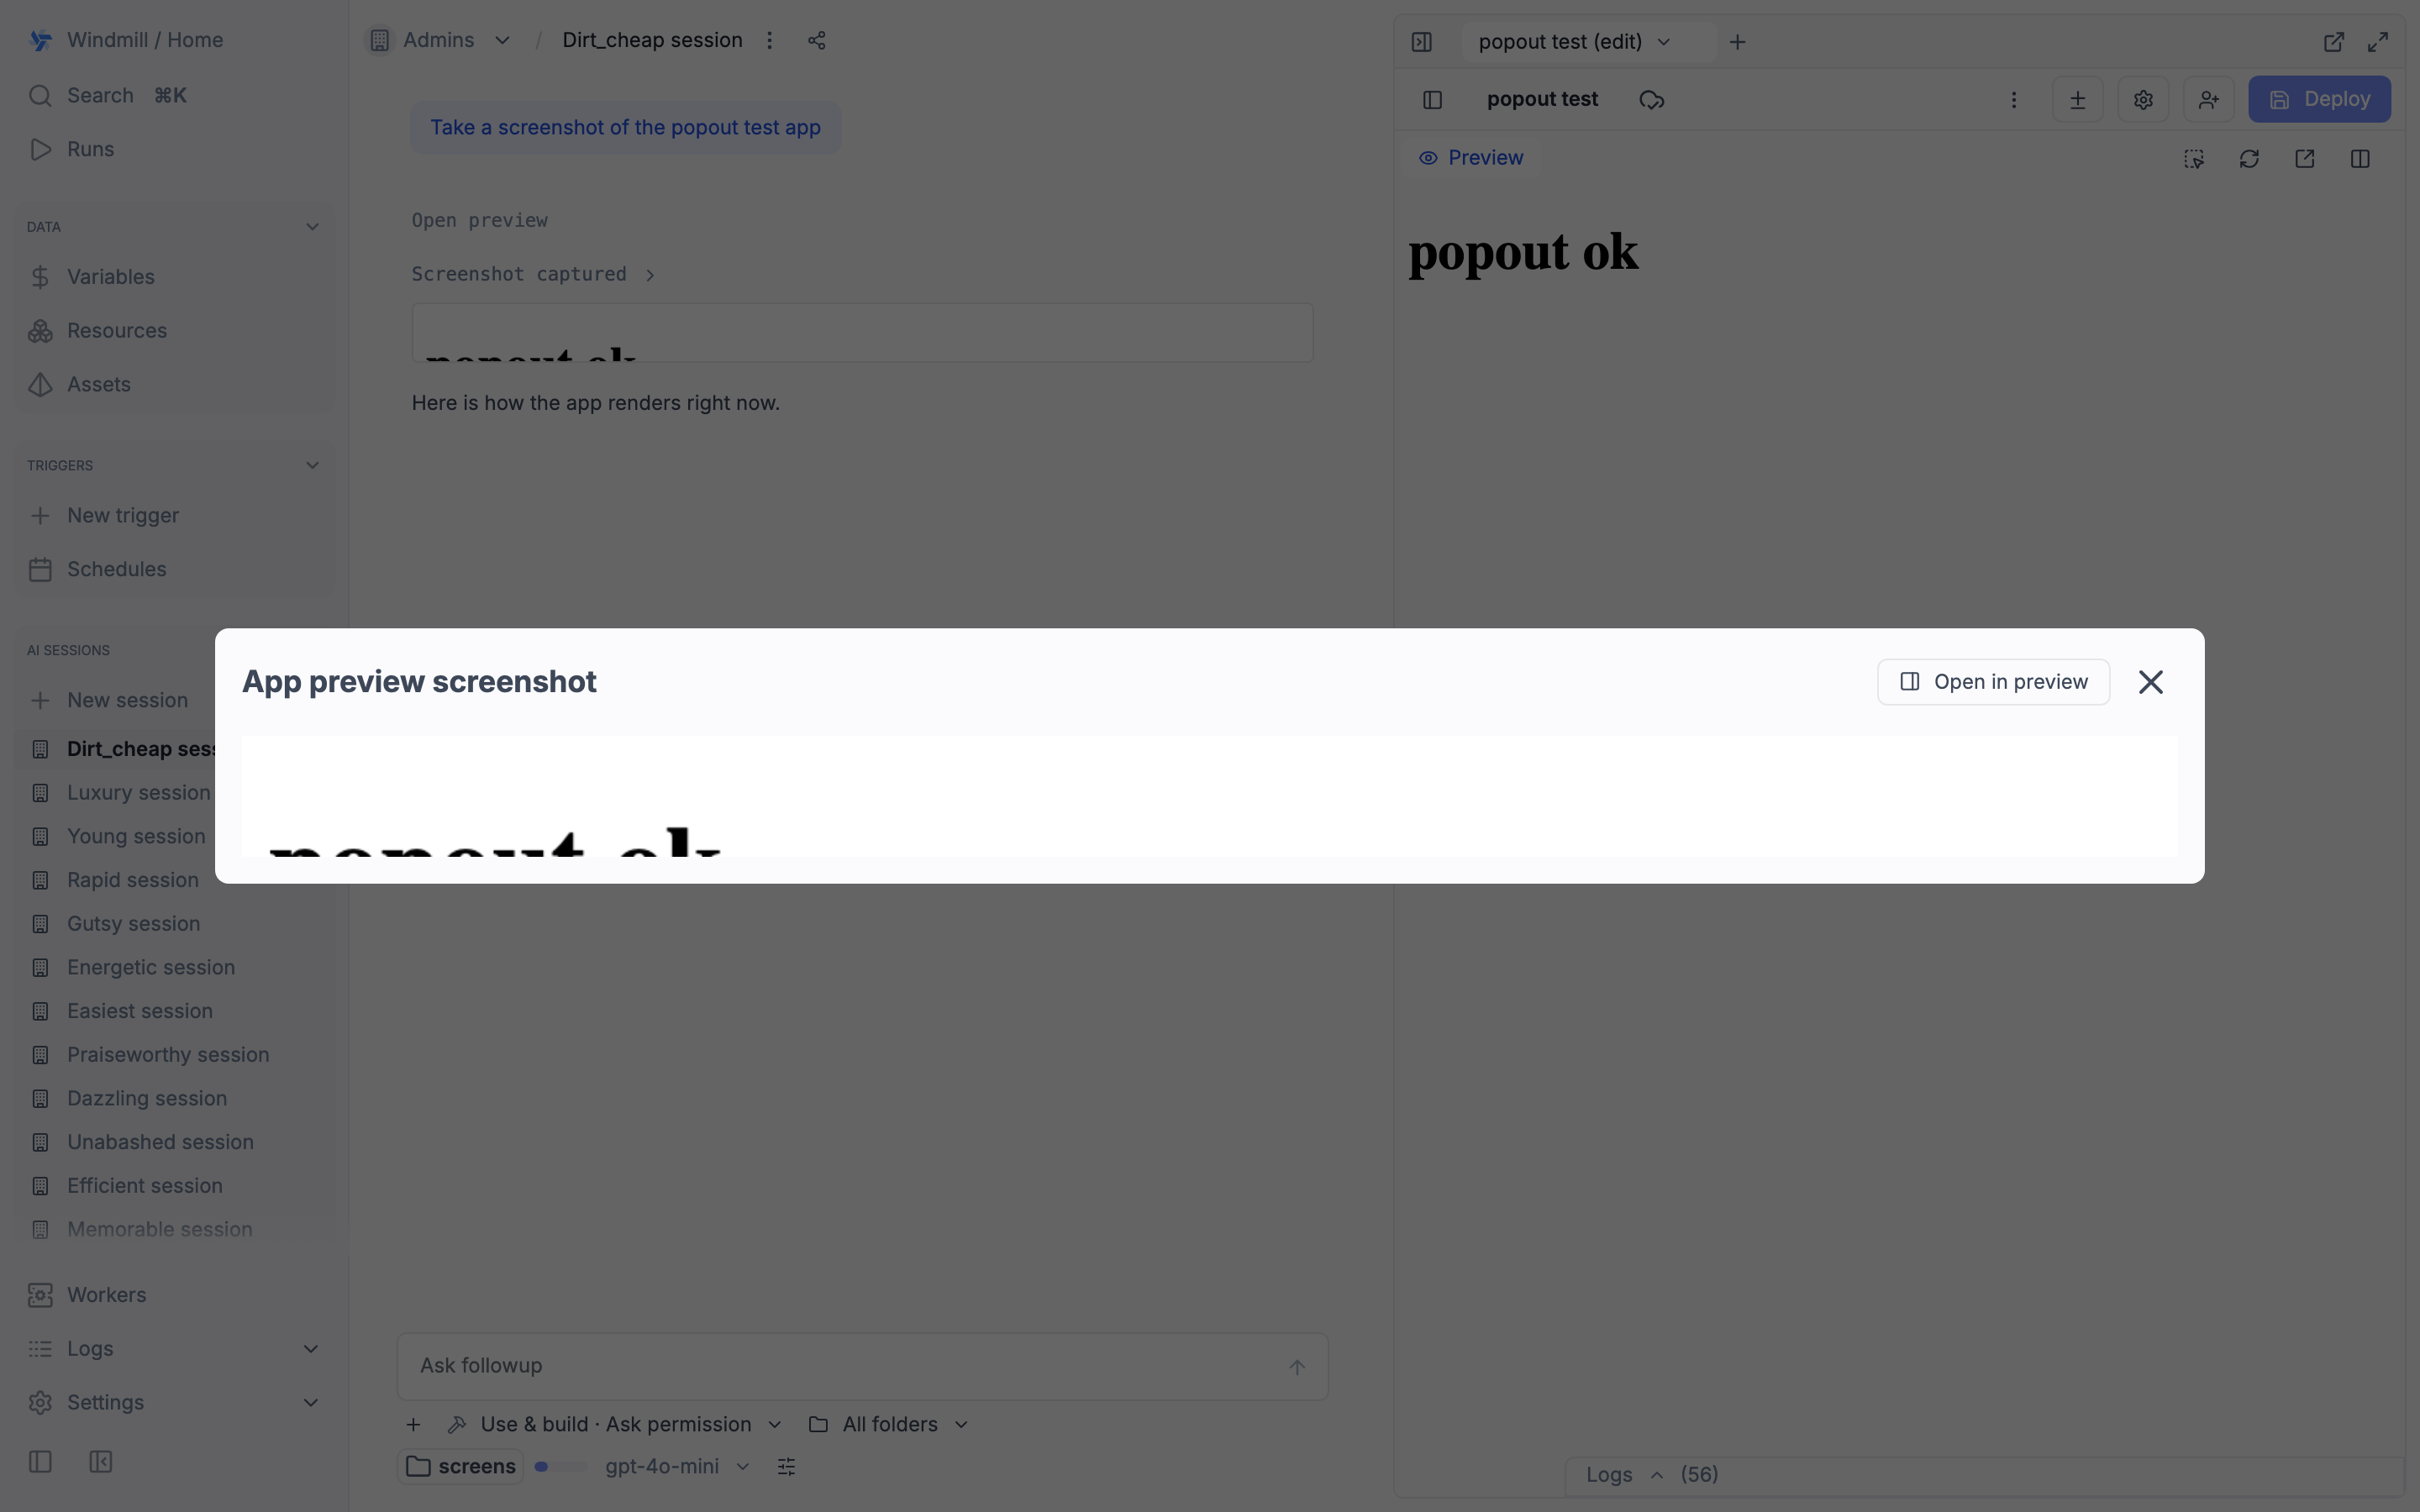 Windmill / Home
Search ⌘K
Runs
DATA
Variables
Resources
Assets
TRIGGERS
New trigger
Schedules
AI SESSIONS
New session
Dirt_cheap sess
Luxury session
Young session
Rapid session
Gutsy session
Energetic session
Easiest session
Praiseworthy session
Dazzling session
Unabashed session
Efficient session
Memorable session
Workers
Logs
Settings
Admins / Dirt_cheap session
Take a screenshot of the popout test app
Open preview
Screenshot captured
popout ok
Here is how the app renders right now.
App preview screenshot
Open in preview
popout ok
Ask followup
Use & build · Ask permission
All folders
screens
gpt-4o-mini
popout test (edit)
popout test
Deploy
Preview
popout ok
Logs (56)